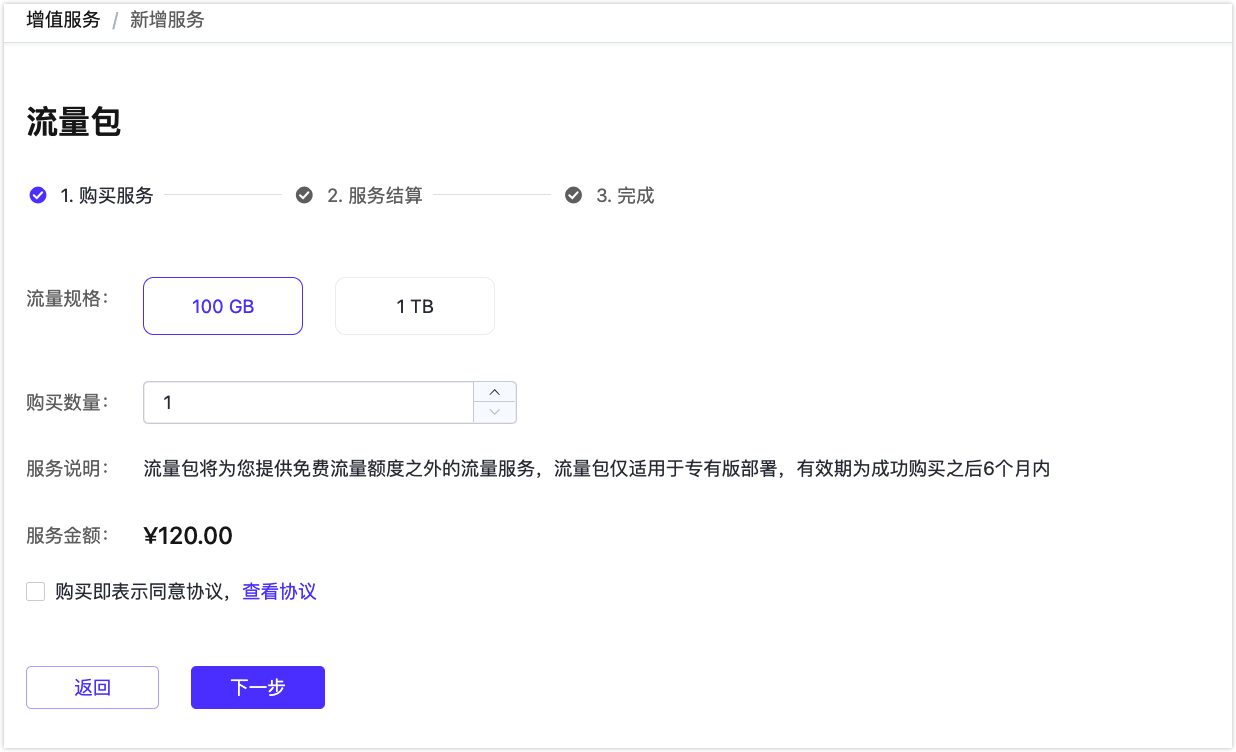 增值服务 / 新增服务
流量包
1. 购买服务 2. 服务结算 3. 完成
流量规格： 100 GB 1 TB
购买数量： 1
服务说明： 流量包将为您提供免费流量额度之外的流量服务，流量包仅适用于专有版部署，有效期为成功购买之后6个月内
服务金额： ¥120.00
购买即表示同意协议，查看协议
返回 下一步